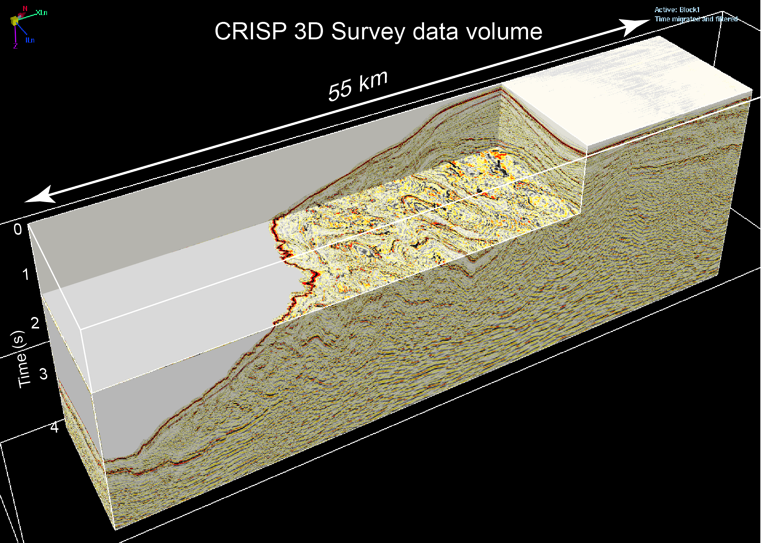 Active: Block1
Time migrated and filtered
CRISP 3D Survey data volume
55 km
N
Xln
Z
0
1
2
3
4
Time (s)